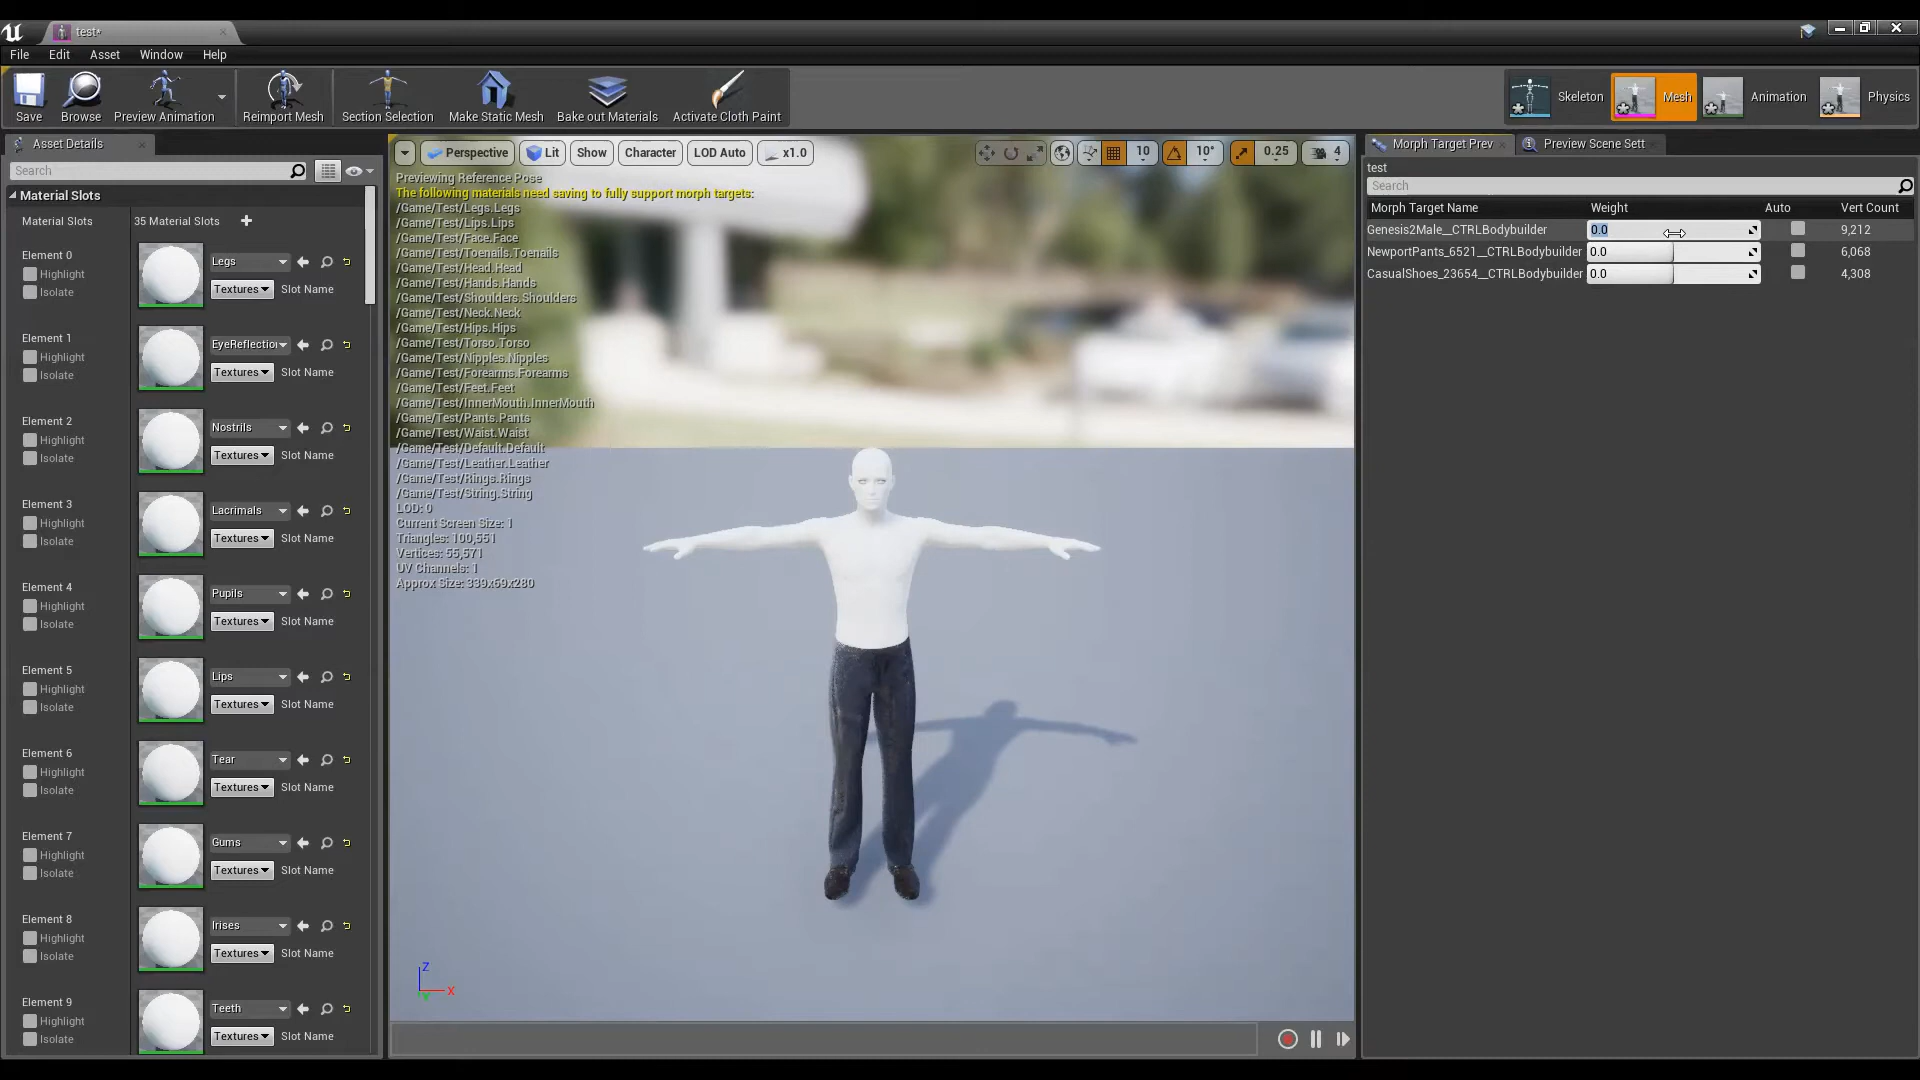 test*
File Edit Asset Window Help
Save Browse Preview Animation Reimport Mesh Section Selection Make Static Mesh Bake out Materials Activate Cloth Paint Skeleton Mesh Animation Physics
Asset Details
Search
Material Slots
Material Slots 35 Material Slots
Element 0 Legs
Highlight
Isolate Textures Slot Name
Element 1 EyeReflection
Highlight
Isolate Textures Slot Name
Element 2 Nostrils
Highlight
Isolate Textures Slot Name
Element 3 Lacrimals
Highlight
Isolate Textures Slot Name
Element 4 Pupils
Highlight
Isolate Textures Slot Name
Element 5 Lips
Highlight
Isolate Textures Slot Name
Element 6 Tear
Highlight
Isolate Textures Slot Name
Element 7 Gums
Highlight
Isolate Textures Slot Name
Element 8 Irises
Highlight
Isolate Textures Slot Name
Element 9 Teeth
Highlight
Isolate Textures Slot Name
Perspective Lit Show Character LOD Auto x1.0 10 10° 0.25 4
Previewing Reference Pose
The following materials need saving to fully support morph targets:
/Game/Test/Legs.Legs
/Game/Test/Lips.Lips
/Game/Test/Face.Face
/Game/Test/Toenails.Toenails
/Game/Test/Head.Head
/Game/Test/Hands.Hands
/Game/Test/Shoulders.Shoulders
/Game/Test/Neck.Neck
/Game/Test/Hips.Hips
/Game/Test/Torso.Torso
/Game/Test/Nipples.Nipples
/Game/Test/Forearms.Forearms
/Game/Test/Feet.Feet
/Game/Test/InnerMouth.InnerMouth
/Game/Test/Pants.Pants
/Game/Test/Waist.Waist
/Game/Test/Default.Default
/Game/Test/Leather.Leather
/Game/Test/Rings.Rings
/Game/Test/String.String
LOD: 0
Current Screen Size: 1
Triangles: 100,551
Vertices: 55,571
UV Channels: 1
Approx Size: 339x69x280
Z
X
Y
Morph Target Prev Preview Scene Sett
test
Search
Morph Target Name Weight Auto Vert Count
Genesis2Male__CTRLBodybuilder 0.0 9,212
NewportPants_6521__CTRLBodybuilder 0.0 6,068
CasualShoes_23654__CTRLBodybuilder 0.0 4,308